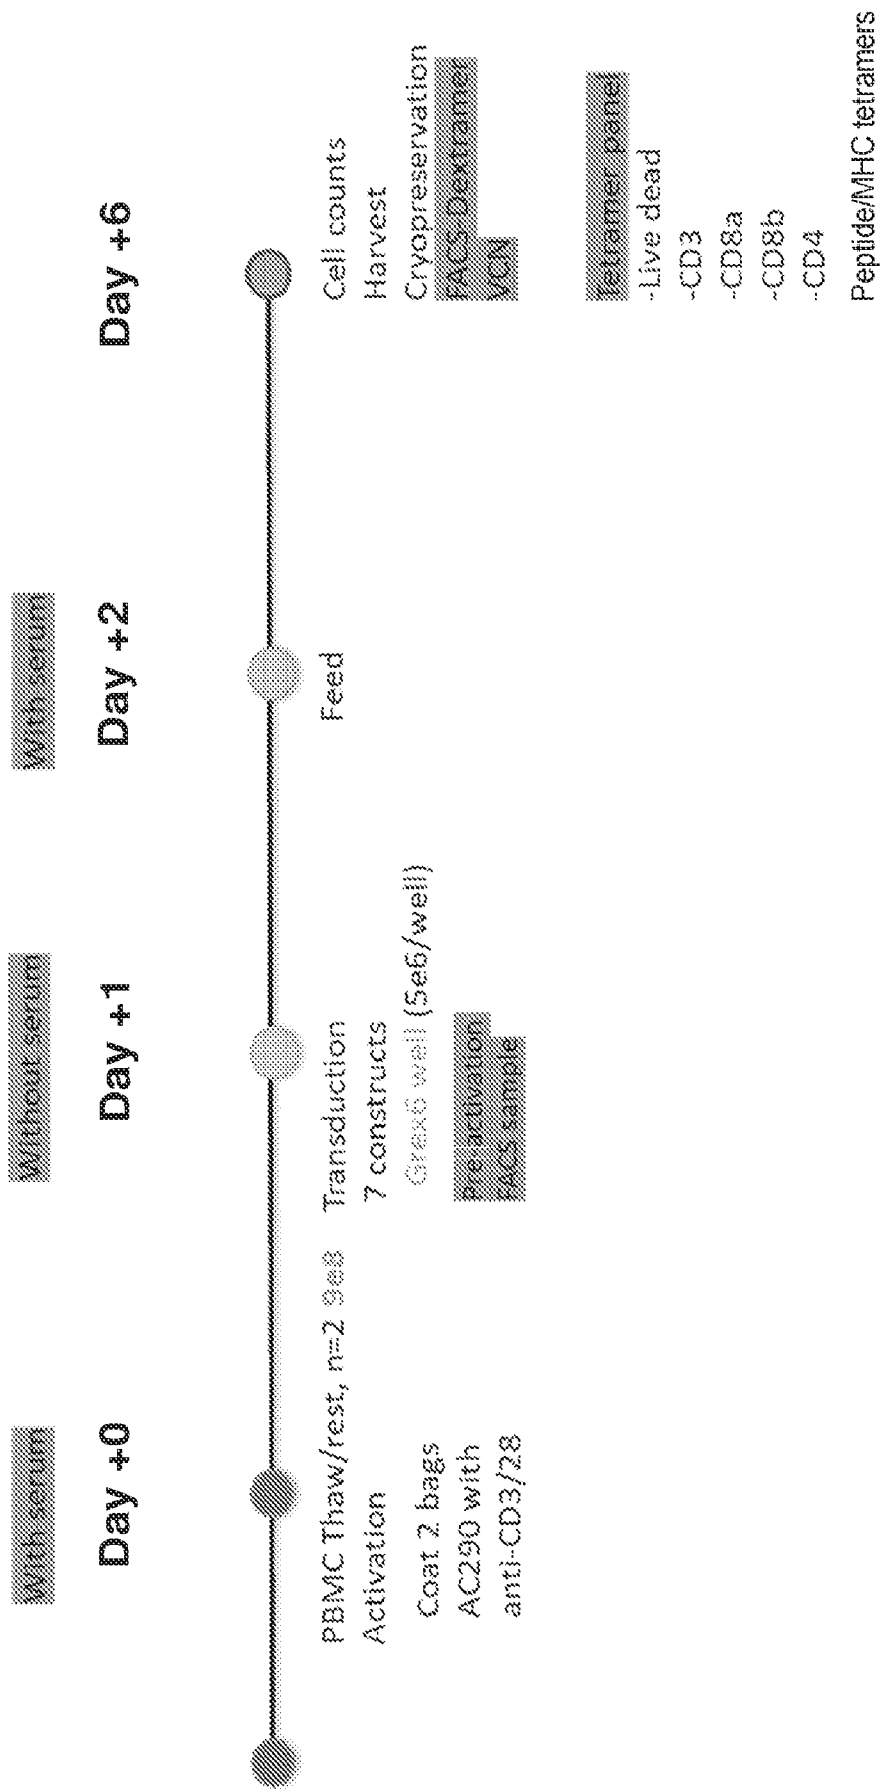 With serum
Day +0
PBMC Thaw/rest, n=2 9e8
Activation
Coat 2 bags
AC290 with
anti-CD3/28
Without serum
Day +1
Transduction
7 constructs
Grex6 well (5e6/well)
Pre-activation
FACS sample
With serum
Day +2
Feed
Day +6
Cell counts
Harvest
Cryopreservation
FACS-Dextramer
VCN
Tetramer panel
-Live dead
-CD3
-CD8a
-CD8b
-CD4
Peptide/MHC tetramers